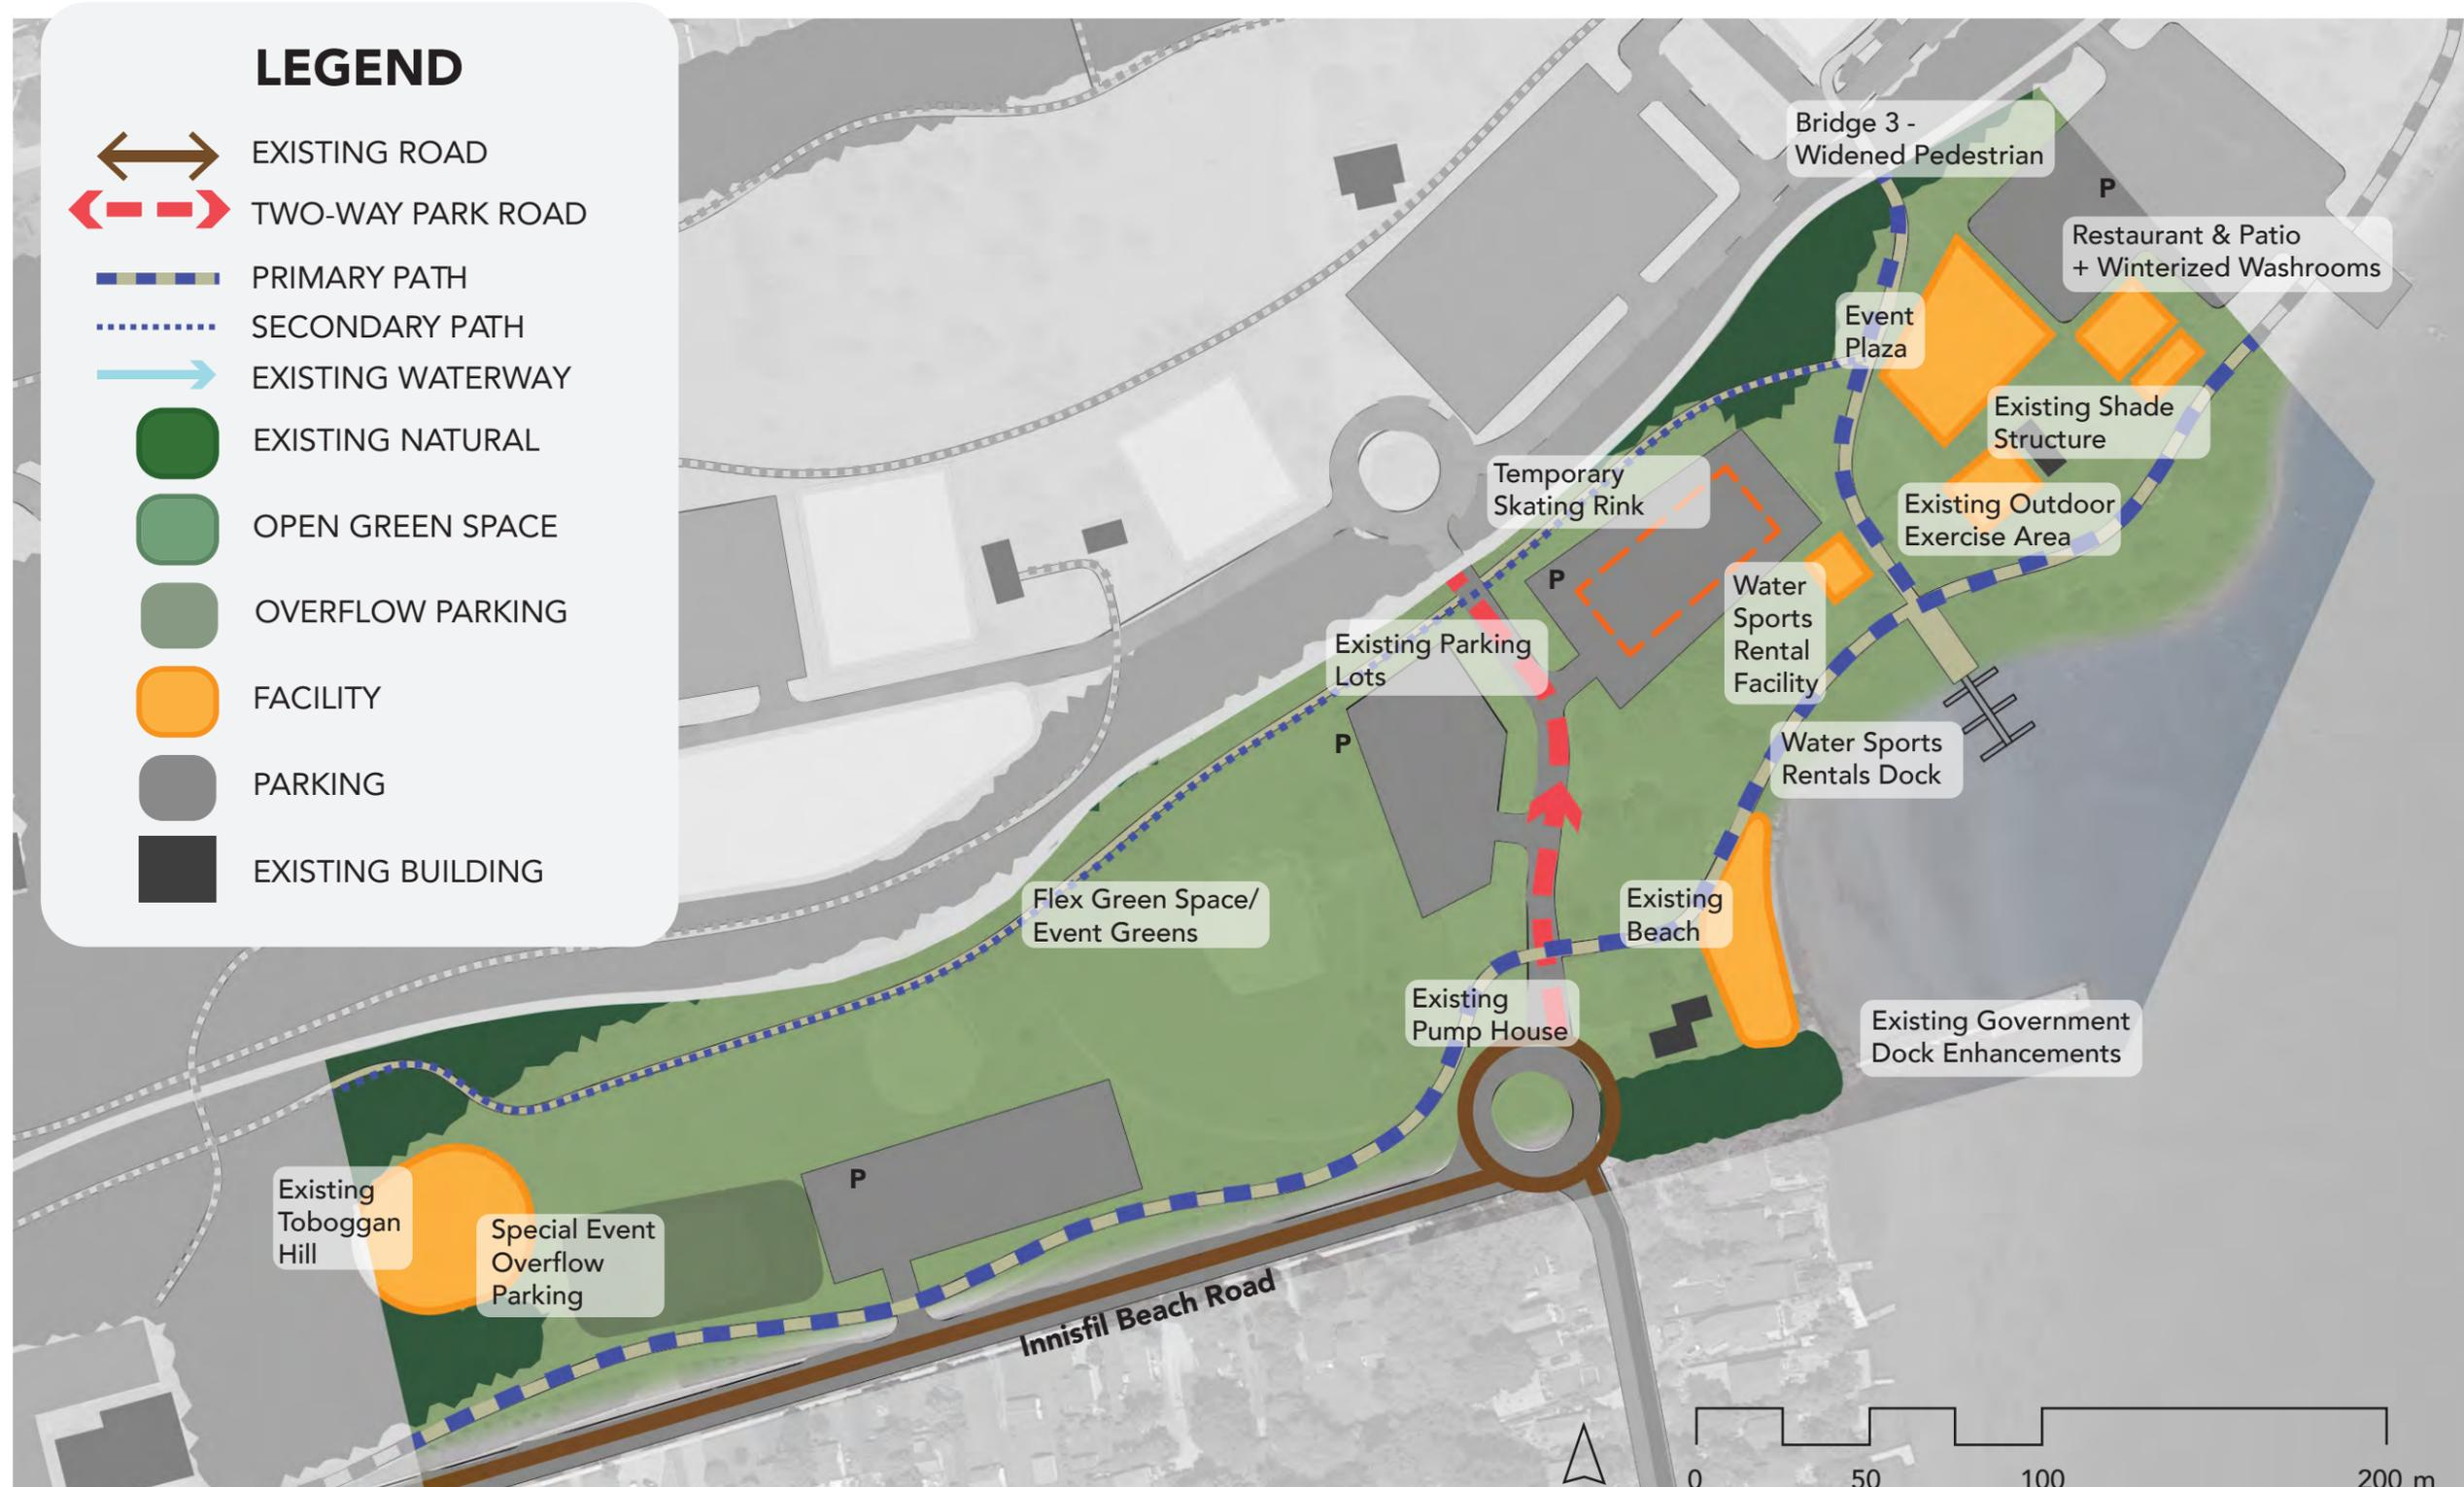 LEGEND
EXISTING ROAD
TWO-WAY PARK ROAD
PRIMARY PATH
SECONDARY PATH
EXISTING WATERWAY
EXISTING NATURAL
OPEN GREEN SPACE
OVERFLOW PARKING
FACILITY
PARKING
EXISTING BUILDING
Bridge 3 -
Widened Pedestrian
P
Restaurant & Patio
+ Winterized Washrooms
Event
Plaza
Existing Shade
Structure
Temporary
Skating Rink
Existing Outdoor
Exercise Area
P
Water
Sports
Rental
Facility
Existing Parking
Lots
P
Water Sports
Rentals Dock
Flex Green Space/
Event Greens
Existing
Beach
Existing
Pump House
Existing Government
Dock Enhancements
P
Existing
Toboggan
Hill
Special Event
Overflow
Parking
Innisfil Beach Road
0 50 100 200 m